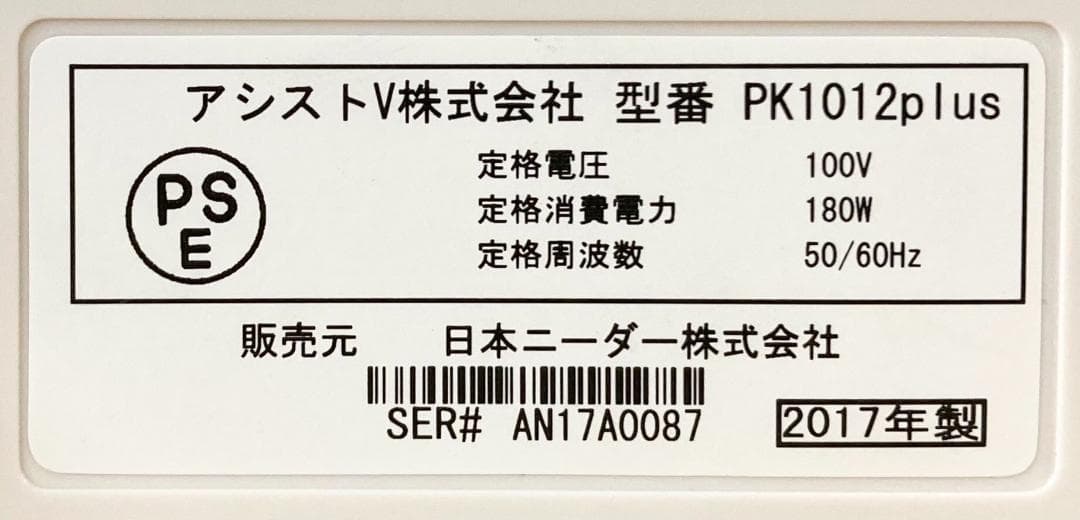 アシストV株式会社 型番 PK1012plus
PS
E
定格電圧 100V
定格消費電力 180W
定格周波数 50/60Hz
販売元 日本ニーダー株式会社
SER# AN17A0087
2017年製